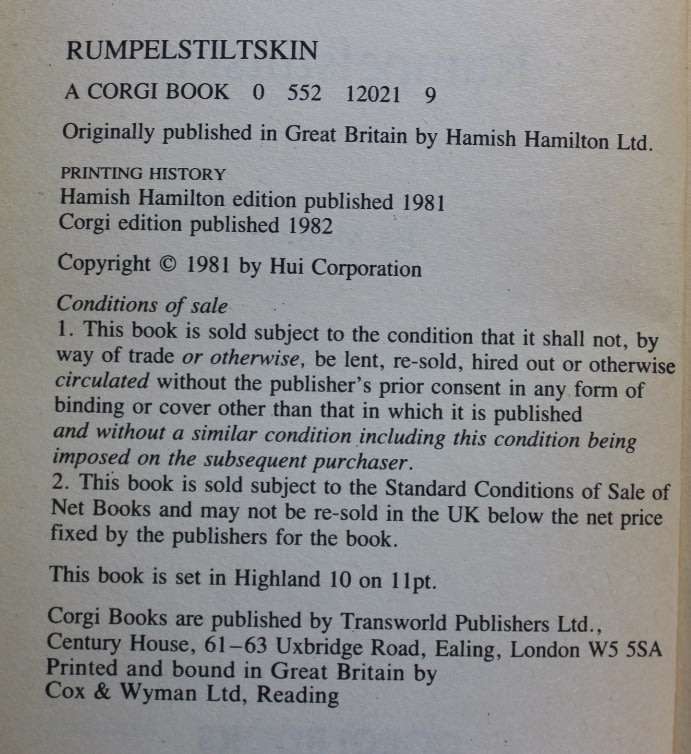 RUMPELSTILTSKIN
A CORGI BOOK 0 552 12021 9
Originally published in Great Britain by Hamish Hamilton Ltd.
PRINTING HISTORY
Hamish Hamilton edition published 1981
Corgi edition published 1982
Copyright © 1981 by Hui Corporation
Conditions of sale
1. This book is sold subject to the condition that it shall not, by
way of trade or otherwise, be lent, re-sold, hired out or otherwise
circulated without the publisher's prior consent in any form of
binding or cover other than that in which it is published
and without a similar condition including this condition being
imposed on the subsequent purchaser.
2. This book is sold subject to the Standard Conditions of Sale of
Net Books and may not be re-sold in the UK below the net price
fixed by the publishers for the book.
This book is set in Highland 10 on 11pt.
Corgi Books are published by Transworld Publishers Ltd.,
Century House, 61–63 Uxbridge Road, Ealing, London W5 5SA
Printed and bound in Great Britain by
Cox & Wyman Ltd, Reading